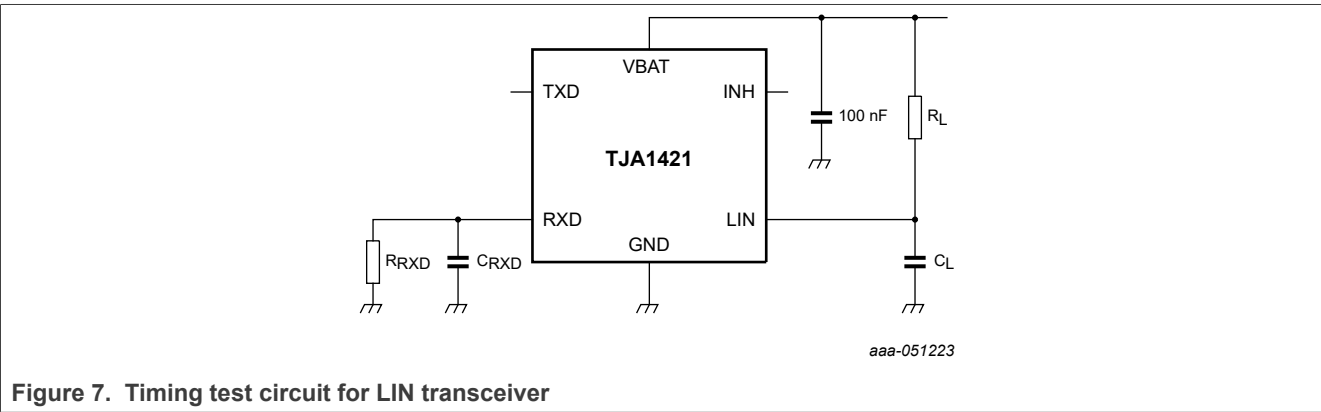 VBAT
TXD
INH
100 nF
RL
TJA1421
RXD
LIN
GND
RRXD
CRXD
CL
aaa-051223
Figure 7. Timing test circuit for LIN transceiver